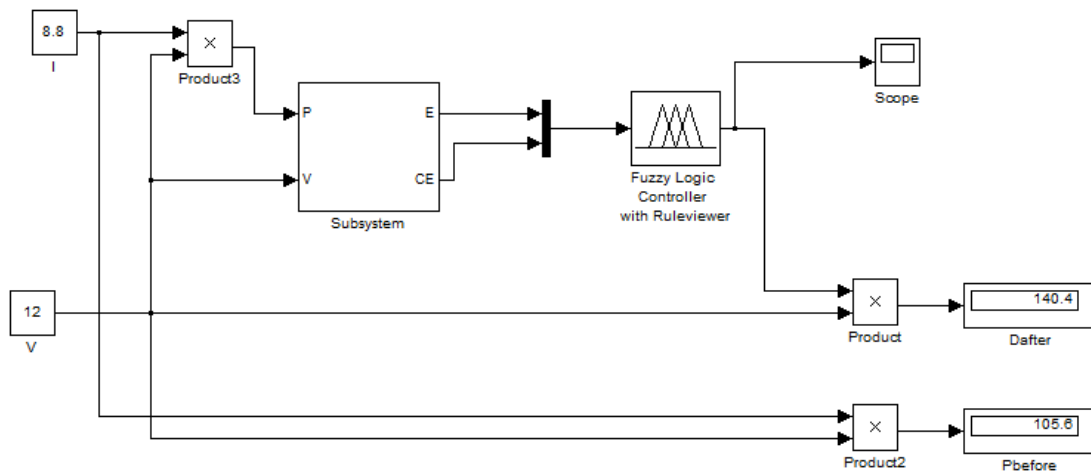 8.8
I
Product3
P
V
E
CE
Subsystem
Fuzzy Logic
Controller
with Ruleviewer
Scope
12
V
Product
140.4
Dafter
Product2
105.6
Pbefore